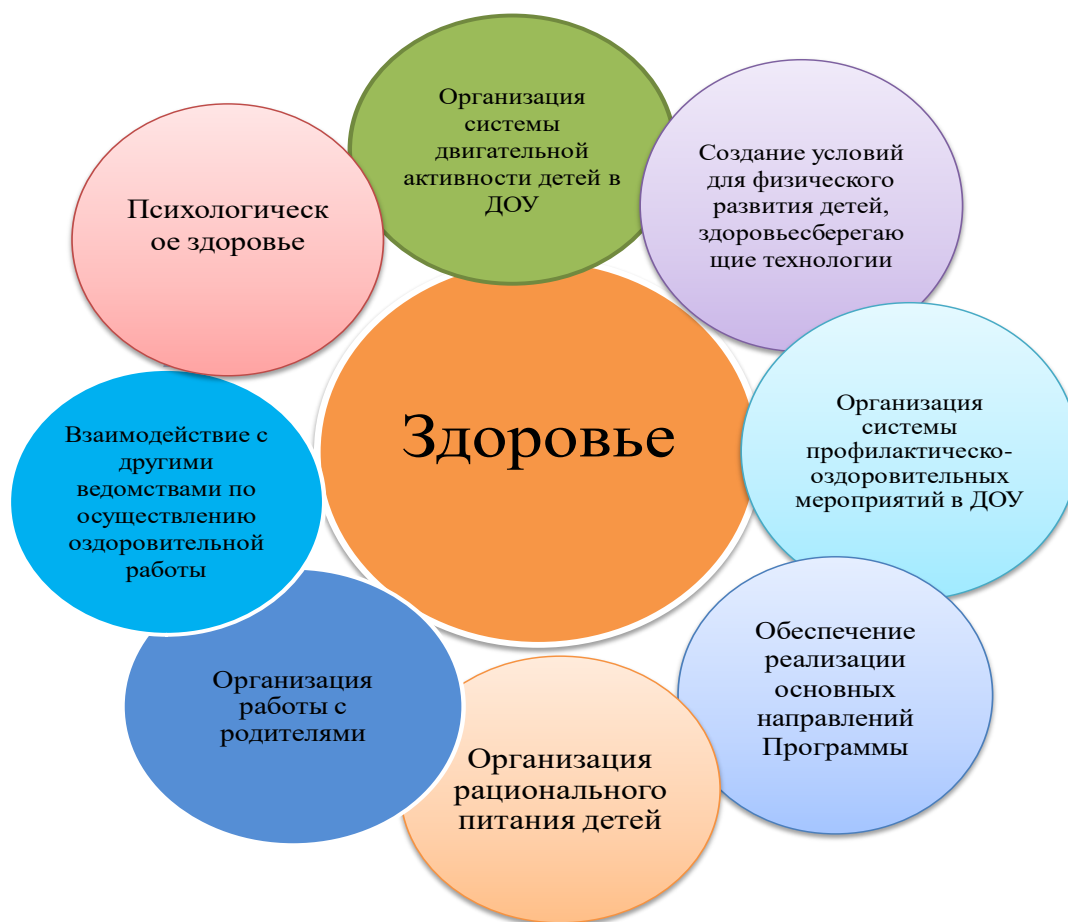 Организация
системы
двигательной
активности детей в
ДОУ
Создание условий
для физического
развития детей,
здоровьесберегаю
щие технологии
Психологическ
ое здоровье
Здоровье
Организация
системы
профилактическо-
оздоровительных
мероприятий в ДОУ
Взаимодействие с
другими
ведомствами по
осуществлению
оздоровительной
работы
Обеспечение
реализации
основных
направлений
Программы
Организация
работы с
родителями
Организация
рационального
питания детей